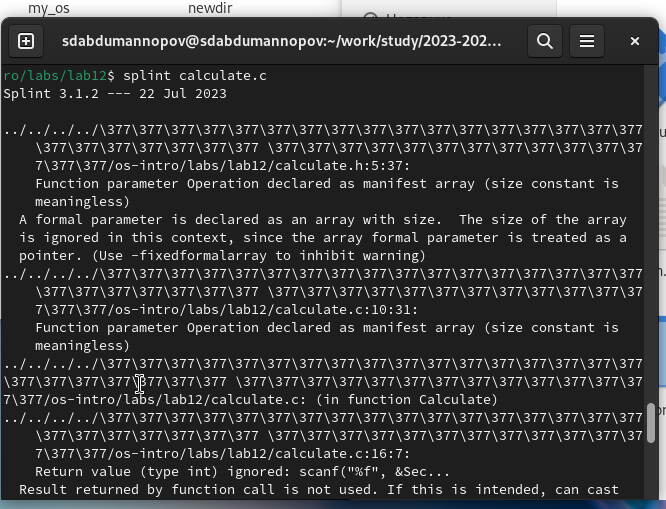 my_os newdir
sdabdumannopov@sdabdumannopov:~/work/study/2023-202...
ro/labs/lab12$ splint calculate.c
Splint 3.1.2 --- 22 Jul 2023
../../../../\377\377\377\377\377\377\377\377\377\377\377\377\377\377\377\377\377
\377\377\377\377\377\377\377 \377\377\377\377\377\377\377\377\377\377\377\37
7\377\377/os-intro/labs/lab12/calculate.h:5:37:
Function parameter Operation declared as manifest array (size constant is
meaningless)
A formal parameter is declared as an array with size.  The size of the array
is ignored in this context, since the array formal parameter is treated as a
pointer. (Use -fixedformalarray to inhibit warning)
../../../../\377\377\377\377\377\377\377\377\377\377\377\377\377\377\377\377\377
\377\377\377\377\377\377\377 \377\377\377\377\377\377\377\377\377\377\377\37
7\377\377/os-intro/labs/lab12/calculate.c:10:31:
Function parameter Operation declared as manifest array (size constant is
meaningless)
../../../../\377\377\377\377\377\377\377\377\377\377\377\377\377\377\377\377\377
\377\377\377\377\377\377\377 \377\377\377\377\377\377\377\377\377\377\377\377\37
7\377/os-intro/labs/lab12/calculate.c: (in function Calculate)
../../../../\377\377\377\377\377\377\377\377\377\377\377\377\377\377\377\377\377
\377\377\377\377\377\377\377 \377\377\377\377\377\377\377\377\377\377\377\37
7\377\377/os-intro/labs/lab12/calculate.c:16:7:
Return value (type int) ignored: scanf("%f", &Sec...
Result returned by function call is not used. If this is intended, can cast